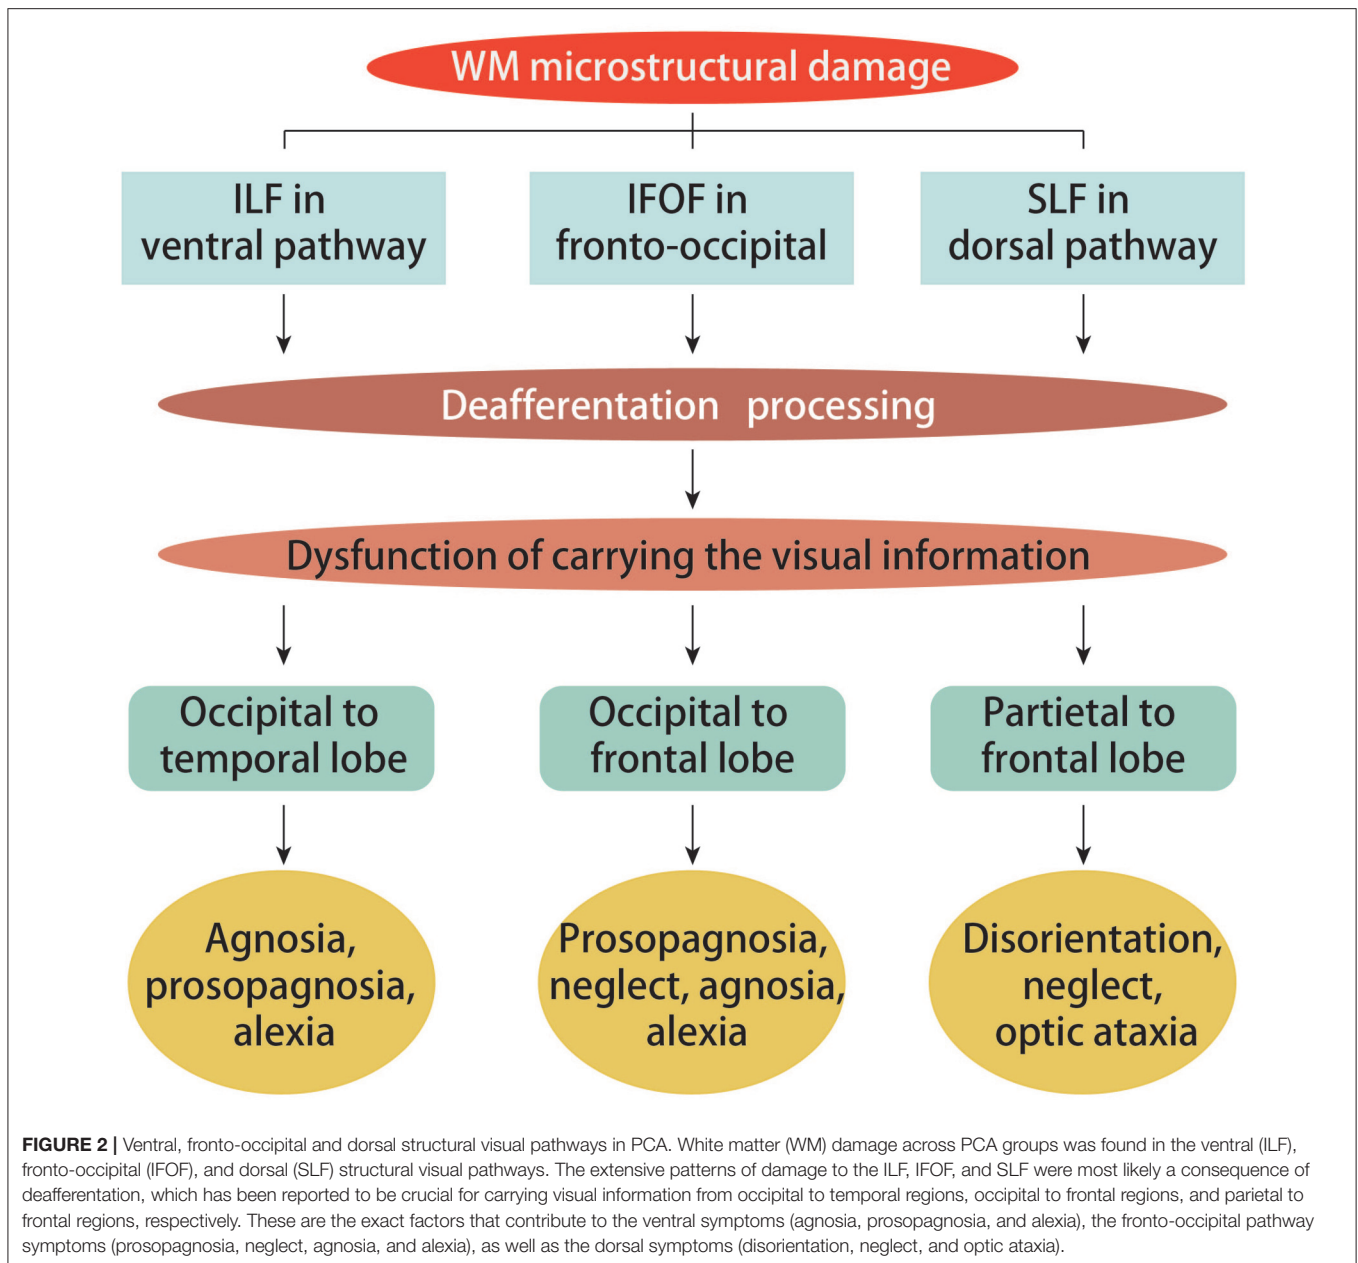 WM microstructural damage
ILF in
ventral pathway
IFOF in
fronto-occipital
SLF in
dorsal pathway
Deafferentation processing
Dysfunction of carrying the visual information
Occipital to
temporal lobe
Occipital to
frontal lobe
Partietal to
frontal lobe
Agnosia,
prosopagnosia,
alexia
Prosopagnosia,
neglect, agnosia,
alexia
Disorientation,
neglect,
optic ataxia
FIGURE 2 | Ventral, fronto-occipital and dorsal structural visual pathways in PCA. White matter (WM) damage across PCA groups was found in the ventral (ILF),
fronto-occipital (IFOF), and dorsal (SLF) structural visual pathways. The extensive patterns of damage to the ILF, IFOF, and SLF were most likely a consequence of
deafferentation, which has been reported to be crucial for carrying visual information from occipital to temporal regions, occipital to frontal regions, and parietal to
frontal regions, respectively. These are the exact factors that contribute to the ventral symptoms (agnosia, prosopagnosia, and alexia), the fronto-occipital pathway
symptoms (prosopagnosia, neglect, agnosia, and alexia), as well as the dorsal symptoms (disorientation, neglect, and optic ataxia).